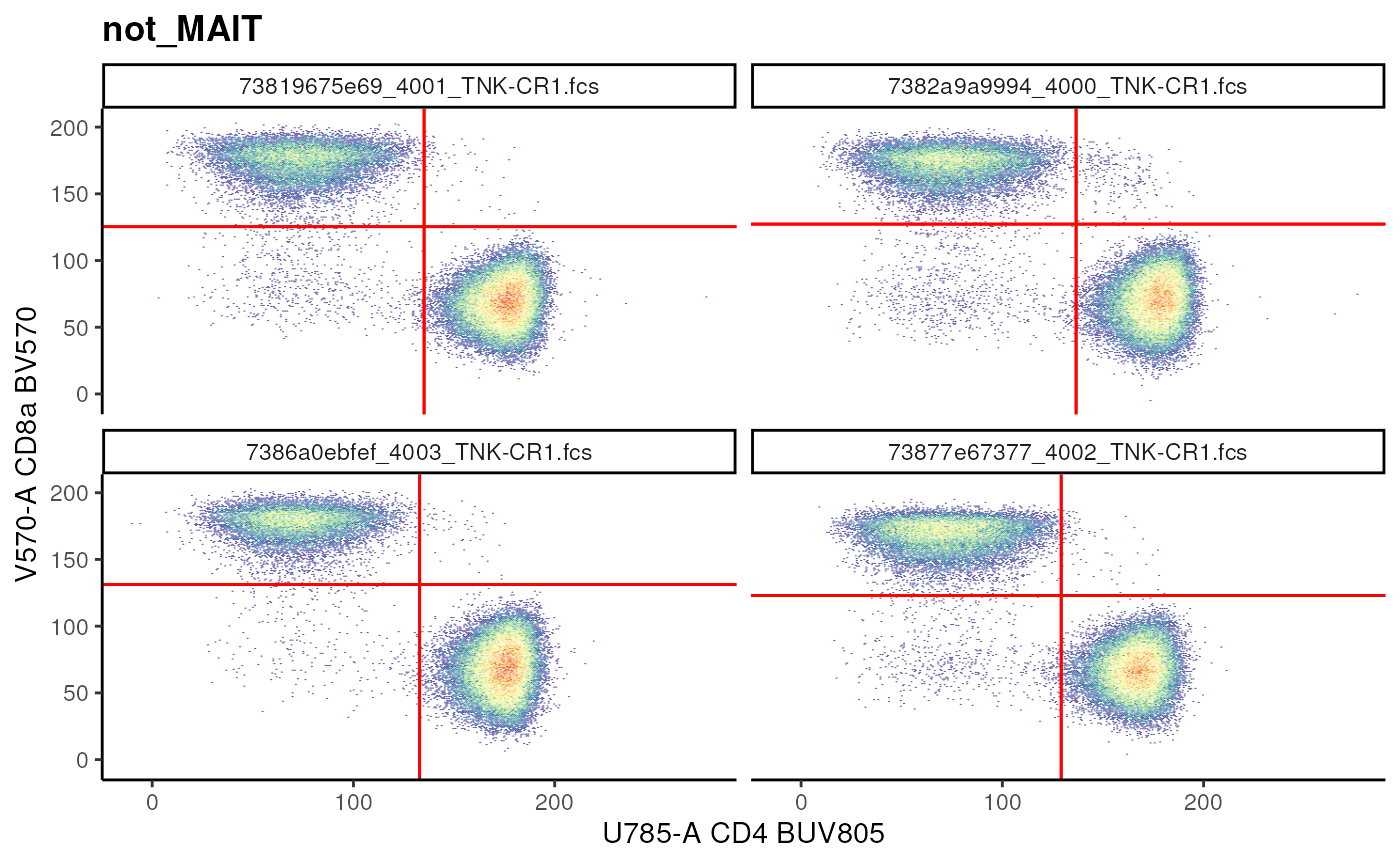 not_MAIT
73819675e69_4001_TNK-CR1.fcs
7382a9a9994_4000_TNK-CR1.fcs
200
150
100
50
0
7386a0ebfef_4003_TNK-CR1.fcs
73877e67377_4002_TNK-CR1.fcs
200
150
100
50
0
V570-A CD8a BV570
0
100
200
0
100
200
U785-A CD4 BUV805